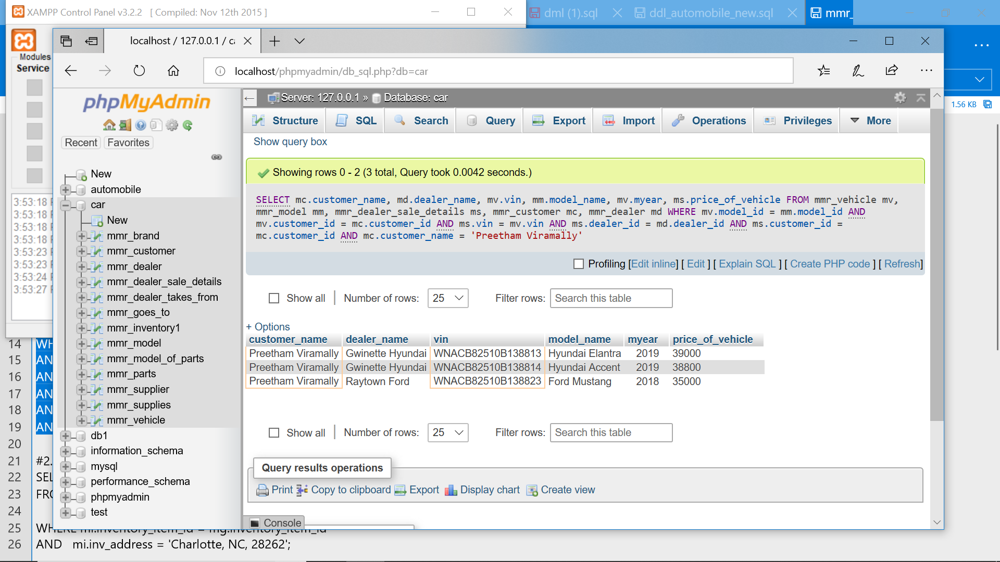 XAMPP Control Panel v3.2.2 [ Compiled: Nov 12th 2015 ]
dml (1).sql
ddl_automobile_new.sql
mmr_
localhost / 127.0.0.1 / ca
Modules
Service
localhost/phpmyadmin/db_sql.php?db=car
1.56 KB
phpMyAdmin
Recent Favorites
New
automobile
car
New
mmr_brand
mmr_customer
mmr_dealer
mmr_dealer_sale_details
mmr_dealer_takes_from
mmr_goes_to
mmr_inventory1
mmr_model
mmr_model_of_parts
mmr_parts
mmr_supplier
mmr_supplies
mmr_vehicle
db1
information_schema
mysql
performance_schema
phpmyadmin
test
Server: 127.0.0.1 » Database: car
Structure SQL Search Query Export Import Operations Privileges More
Show query box
Showing rows 0 - 2 (3 total, Query took 0.0042 seconds.)
SELECT mc.customer_name, md.dealer_name, mv.vin, mm.model_name, mv.myear, ms.price_of_vehicle FROM mmr_vehicle mv,
mmr_model mm, mmr_dealer_sale_details ms, mmr_customer mc, mmr_dealer md WHERE mv.model_id = mm.model_id AND
mv.customer_id = mc.customer_id AND ms.vin = mv.vin AND ms.dealer_id = md.dealer_id AND ms.customer_id =
mc.customer_id AND mc.customer_name = 'Preetham Viramally'
Profiling [Edit inline] [ Edit ] [ Explain SQL ] [ Create PHP code ] [ Refresh]
Show all Number of rows: 25 Filter rows: Search this table
+ Options
customer_name dealer_name vin model_name myear price_of_vehicle
Preetham Viramally Gwinette Hyundai WNACB82510B138813 Hyundai Elantra 2019 39000
Preetham Viramally Gwinette Hyundai WNACB82510B138814 Hyundai Accent 2019 38800
Preetham Viramally Raytown Ford WNACB82510B138823 Ford Mustang 2018 35000
Show all Number of rows: 25 Filter rows: Search this table
Query results operations
Print Copy to clipboard Export Display chart Create view
Console
3:53:18
3:53:18
3:53:18
3:53:18
3:53:23
3:53:23
3:53:24
3:53:27
14 WH
15 AN
16 AN
17 AN
18 AN
19 AN
20
21 #2.
22 SEL
23 FRO
24
25 WHERE mi.inventory_item_id = mg.inventory_item_id
26 AND mi.inv_address = 'Charlotte, NC, 28262';